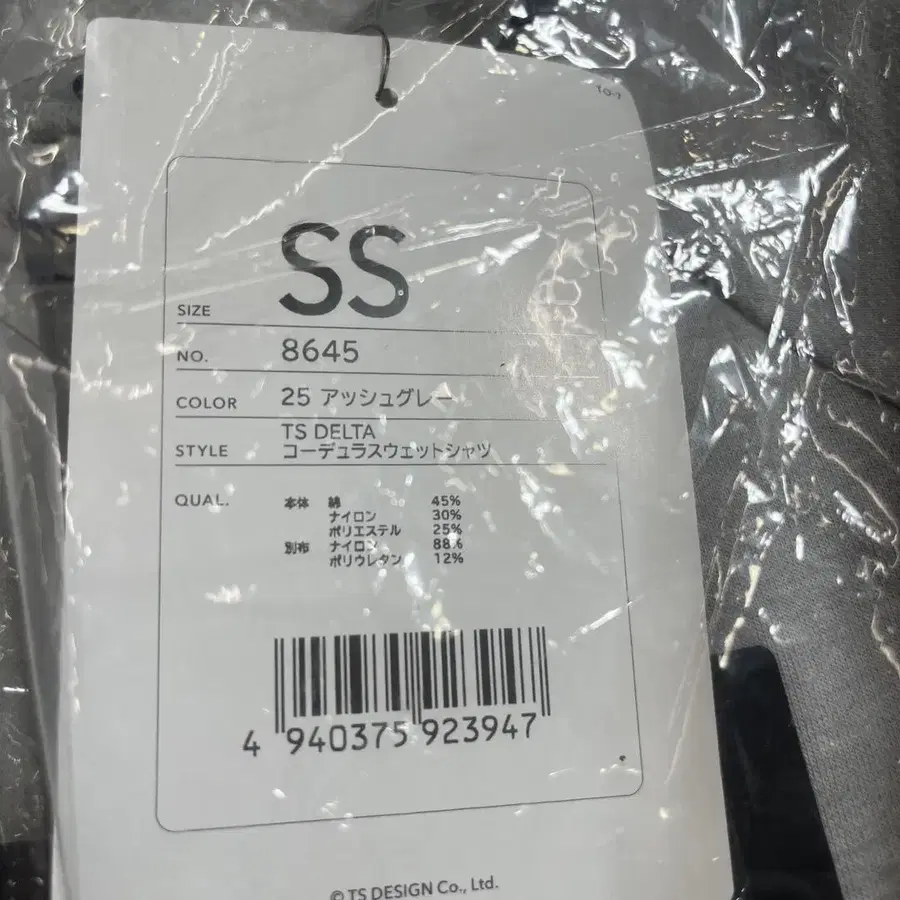 TO-7
SS
SIZE
NO. 8645
COLOR 25 アッシュグレー
TS DELTA
STYLE コーデュラスウェットシャツ
QUAL. 本体 綿 45%
ナイロン 30%
ポリエステル 25%
別布 ナイロン 88%
ポリウレタン 12%
4 940375 923947
© TS DESIGN Co., Ltd.